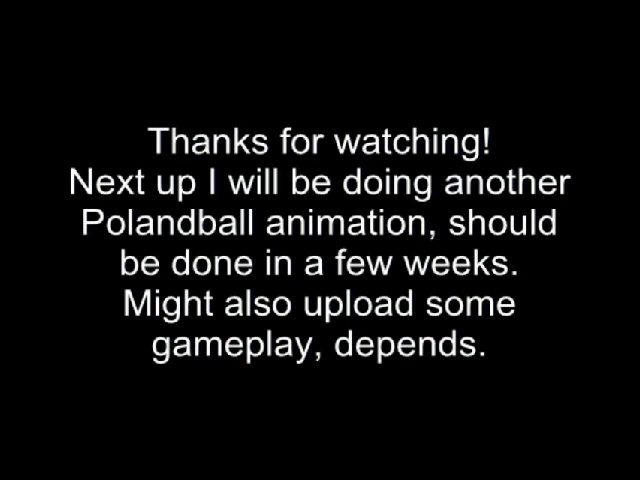 Thanks for watching!
Next up I will be doing another
Polandball animation, should
be done in a few weeks.
Might also upload some
gameplay, depends.